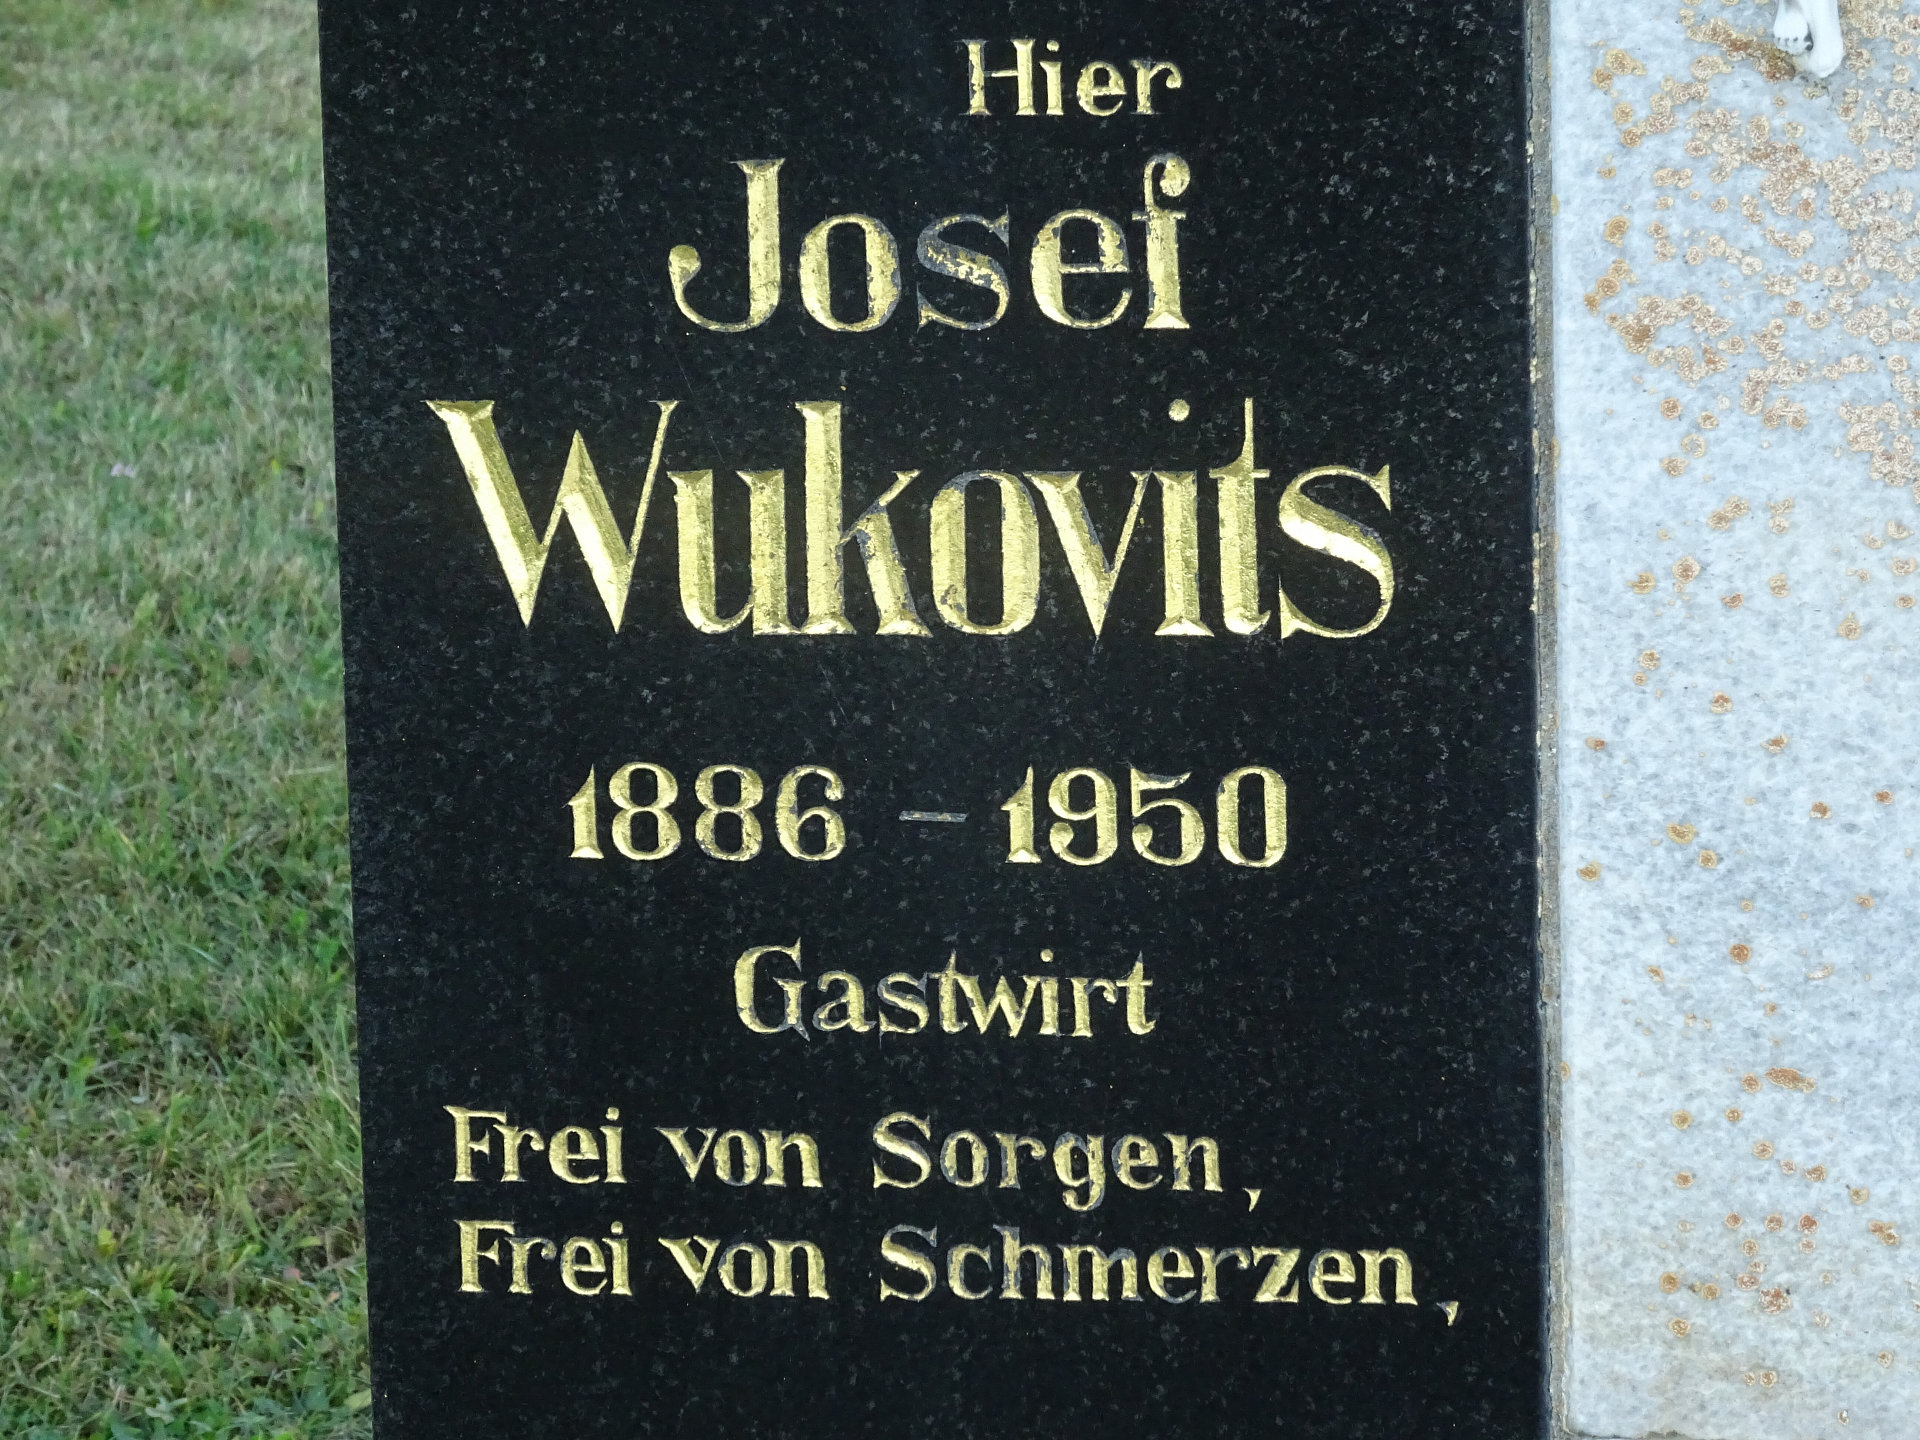 Hier
Josef
Wukovits
1886 – 1950
Gastwirt
Frei von Sorgen,
Frei von Schmerzen,